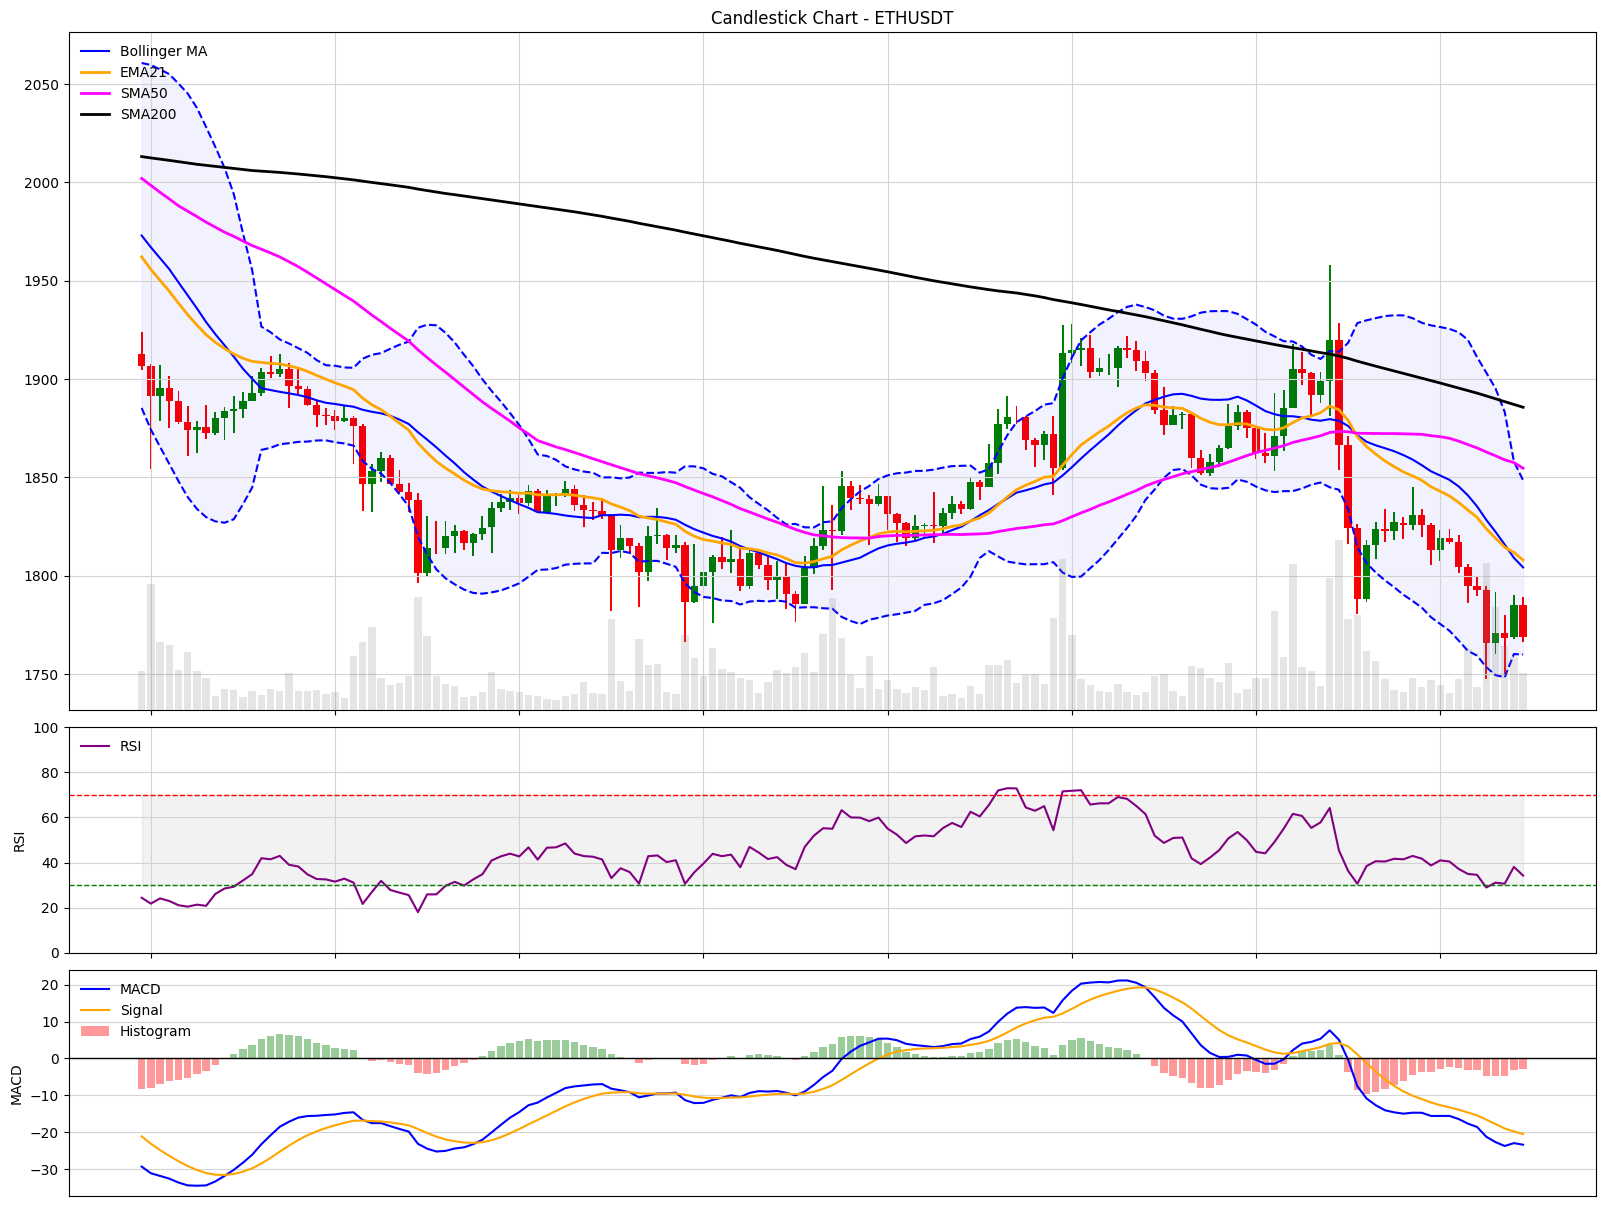 Candlestick Chart - ETHUSDT
Bollinger MA
EMA21
SMA50
SMA200
2050
2000
1950
1900
1850
1800
1750
RSI
100
80
60
40
20
0
RSI
MACD
Signal
Histogram
20
10
0
−10
−20
−30
MACD